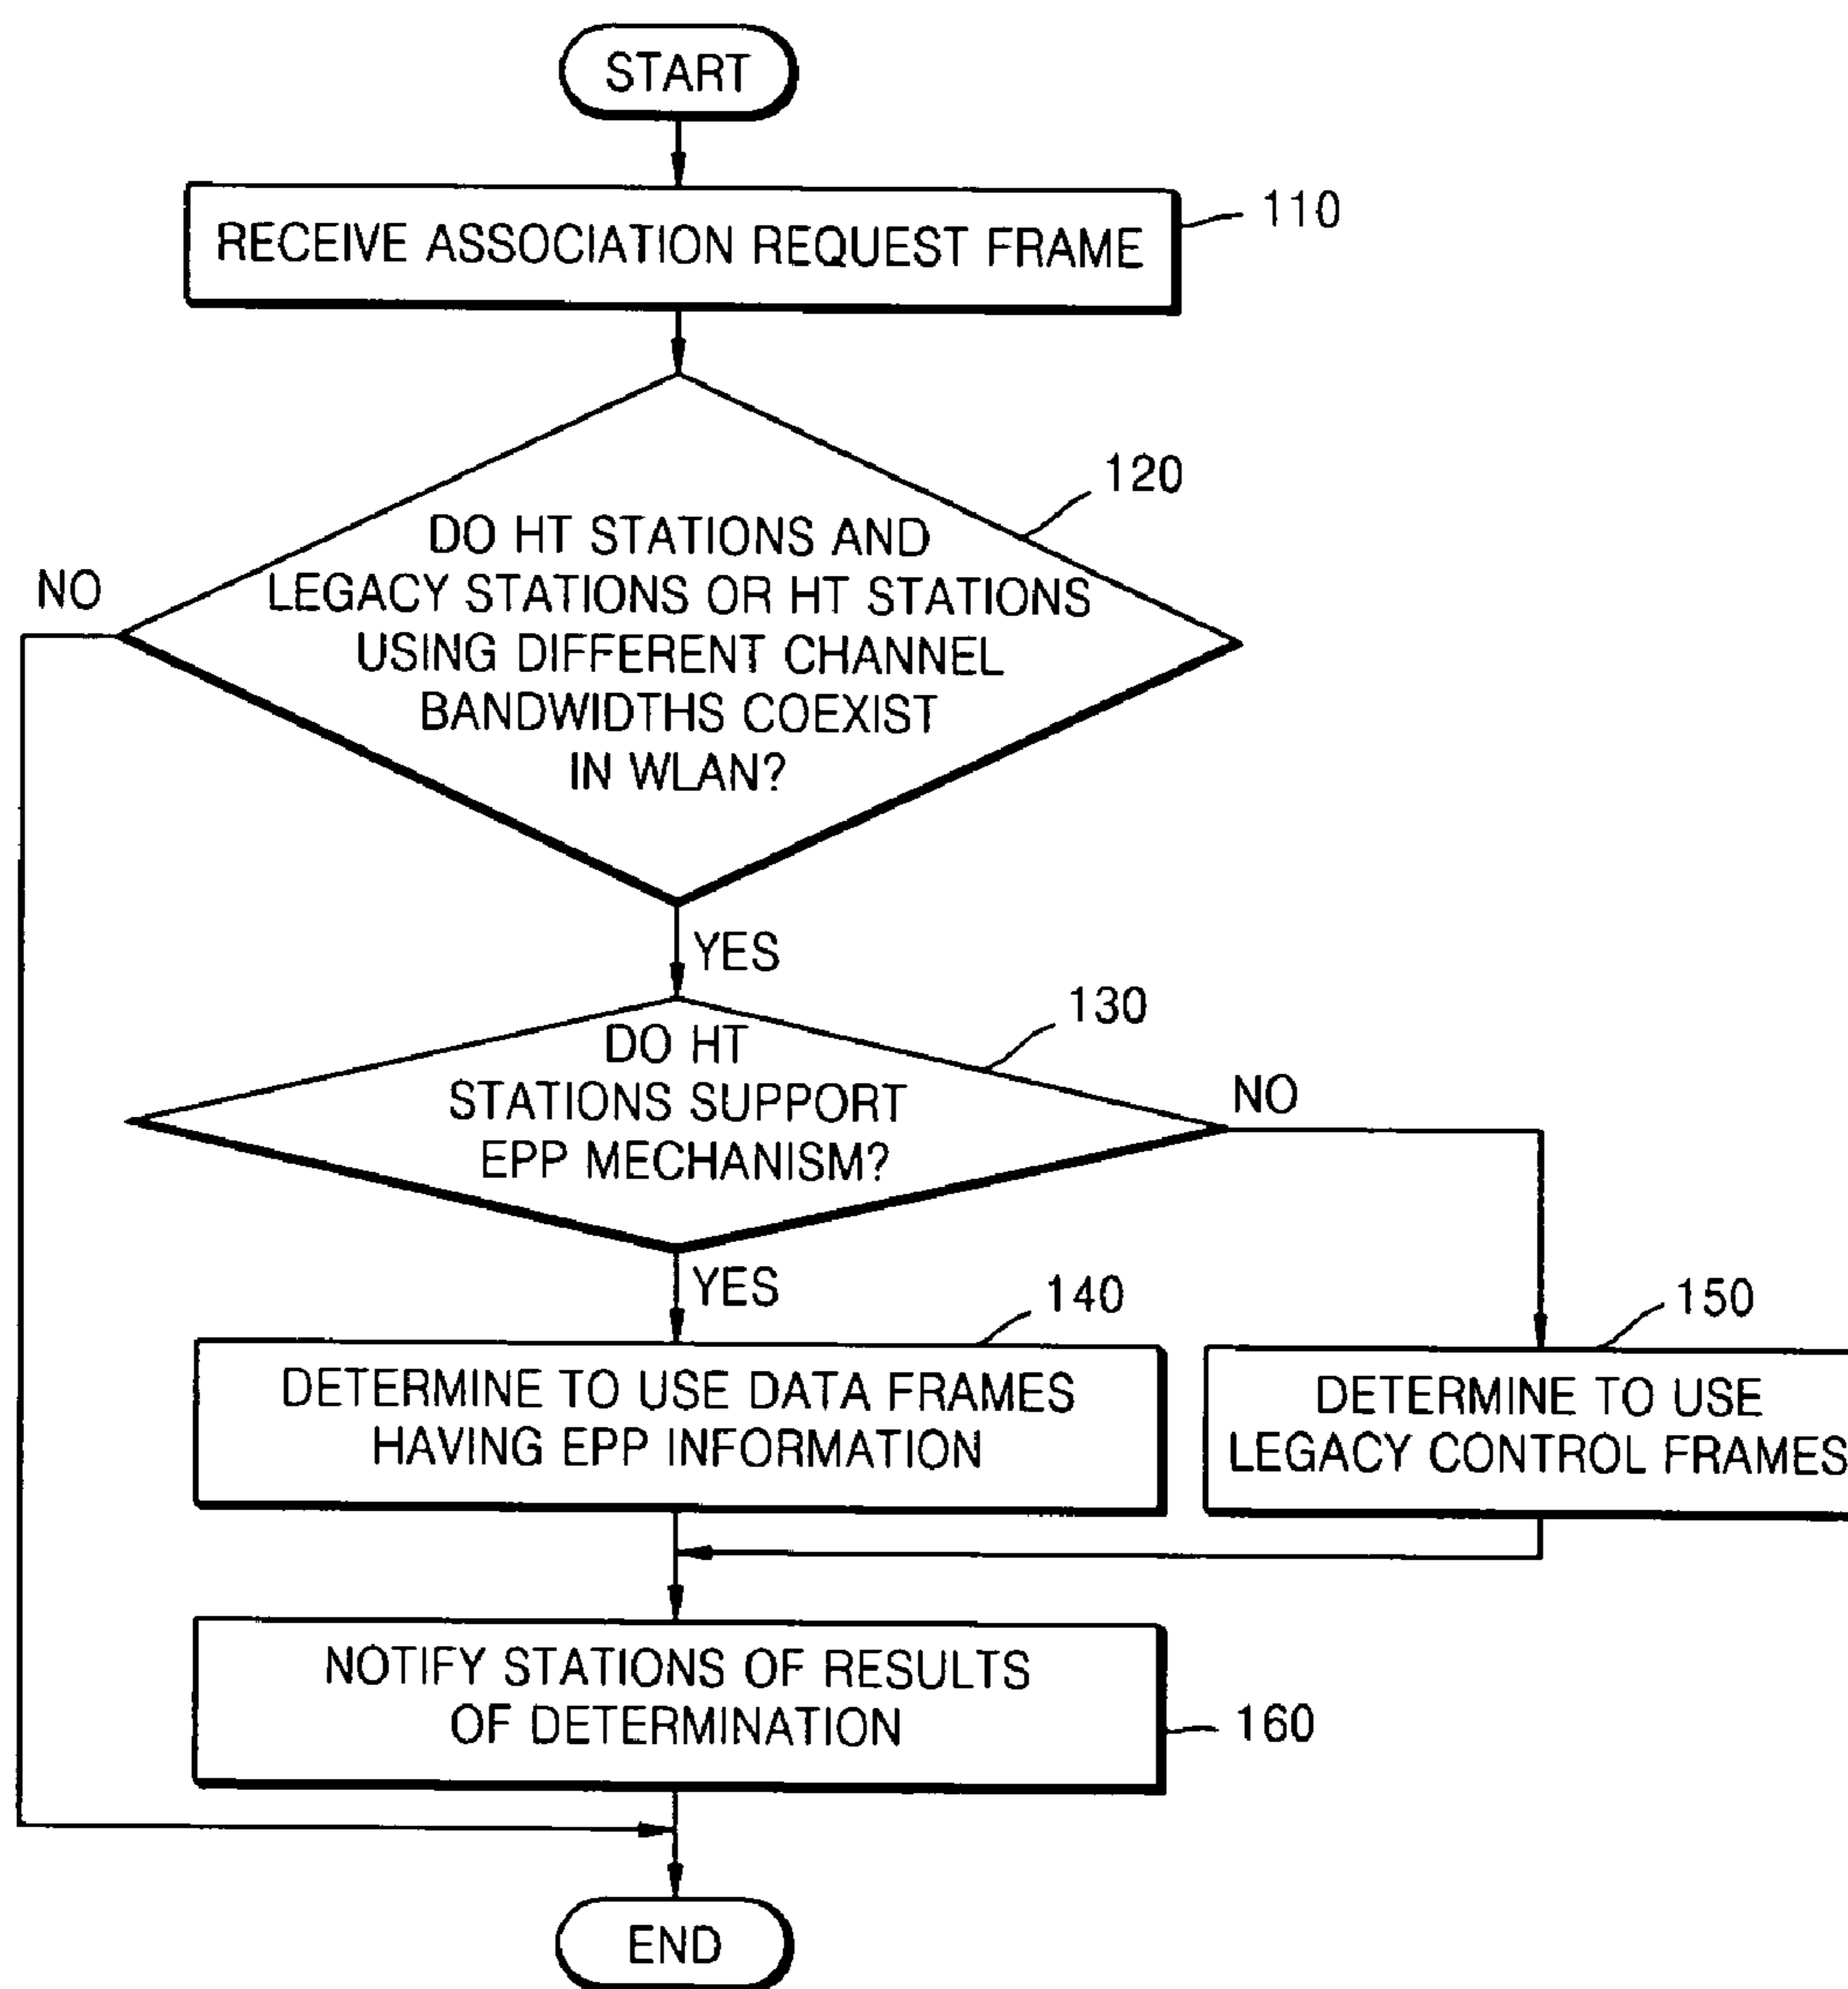 START
RECEIVE ASSOCIATION REQUEST FRAME
110
120
DO HT STATIONS AND
LEGACY STATIONS OR HT STATIONS
USING DIFFERENT CHANNEL
BANDWIDTHS COEXIST
IN WLAN?
NO
YES
130
DO HT
STATIONS SUPPORT
EPP MECHANISM?
NO
YES
140
DETERMINE TO USE DATA FRAMES
HAVING EPP INFORMATION
150
DETERMINE TO USE
LEGACY CONTROL FRAMES
NOTIFY STATIONS OF RESULTS
OF DETERMINATION
160
END